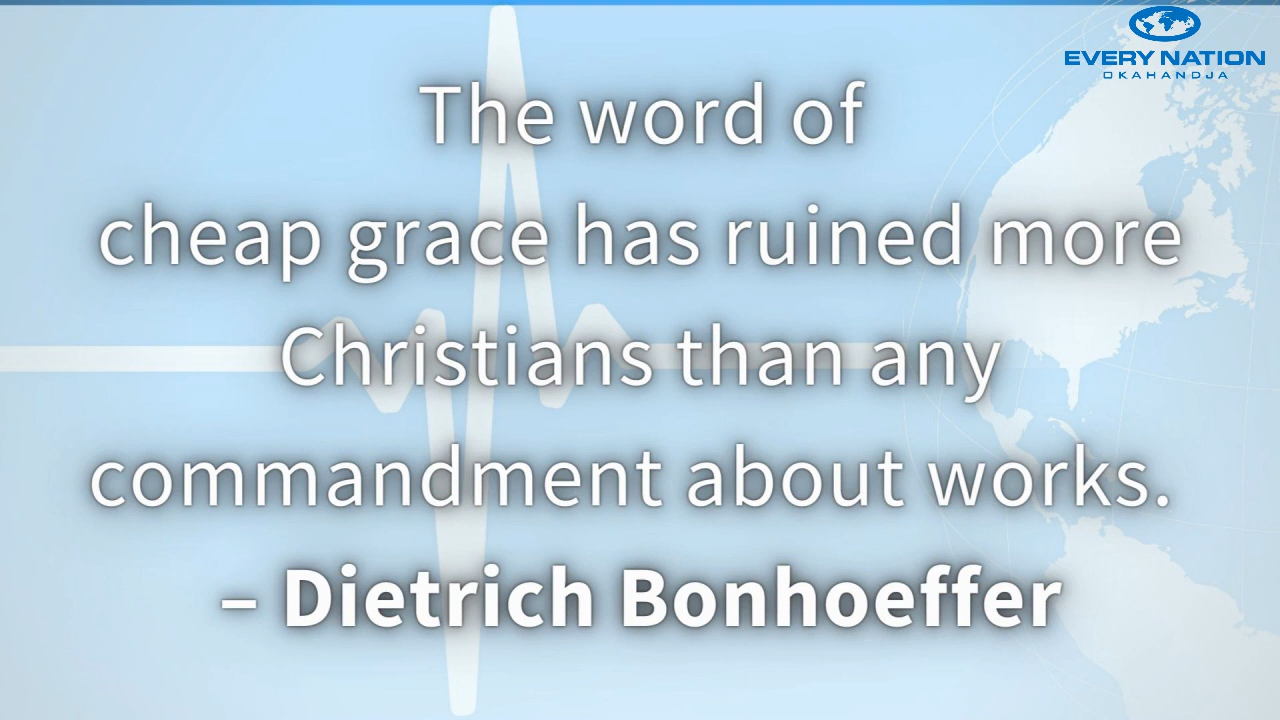 EVERY NATION
OKAHANDJA
The word of
cheap grace has ruined more
Christians than any
commandment about works.
– Dietrich Bonhoeffer